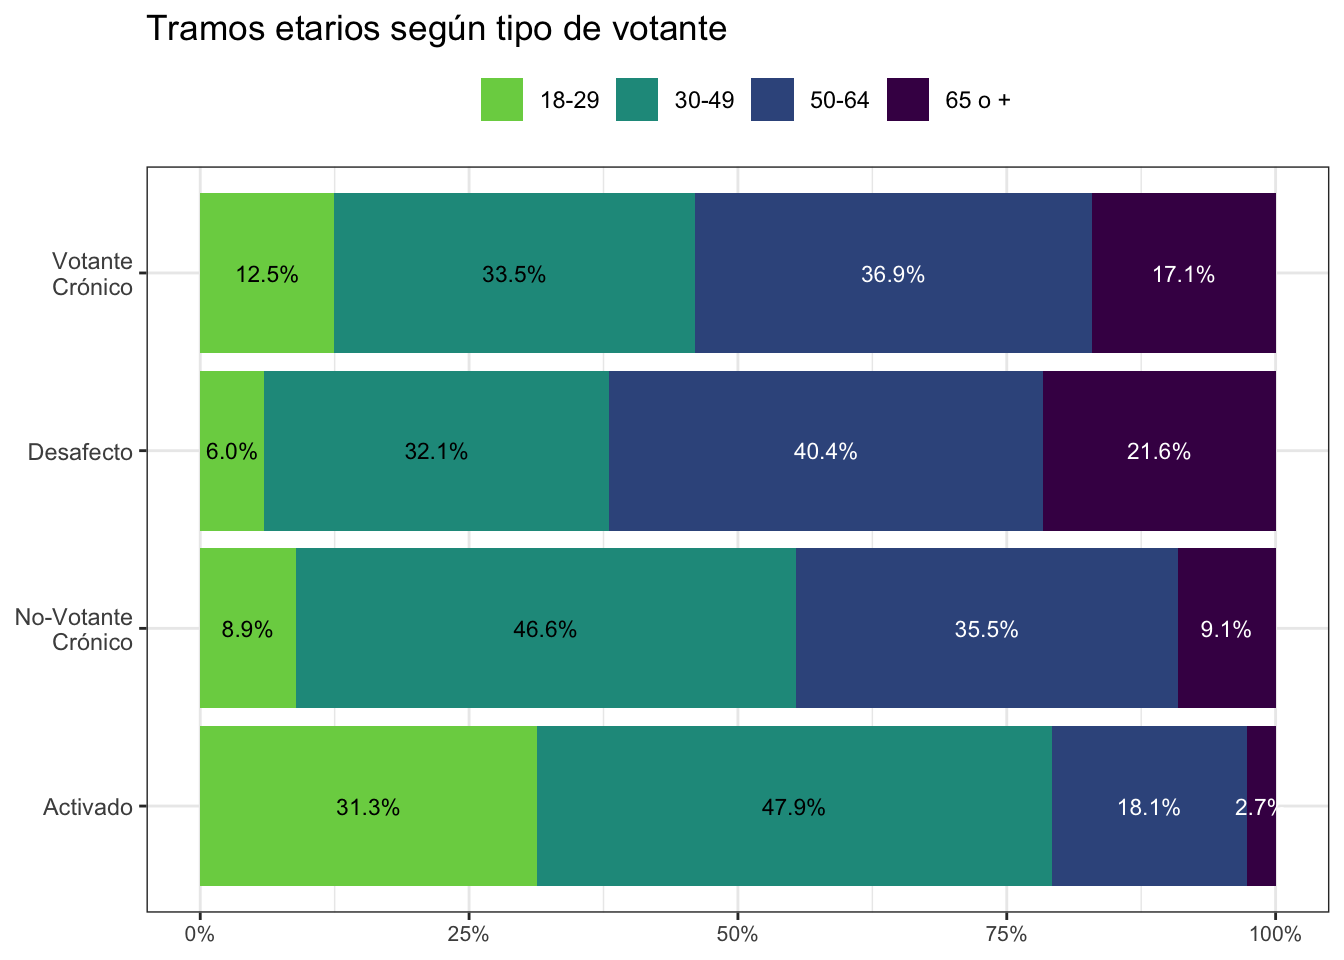 Tramos etarios según tipo de votante
18-29 30-49 50-64 65 o +
Votante
Crónico
12.5% 33.5% 36.9% 17.1%
Desafecto
6.0% 32.1% 40.4% 21.6%
No-Votante
Crónico
8.9% 46.6% 35.5% 9.1%
Activado
31.3% 47.9% 18.1% 2.7%
0% 25% 50% 75% 100%